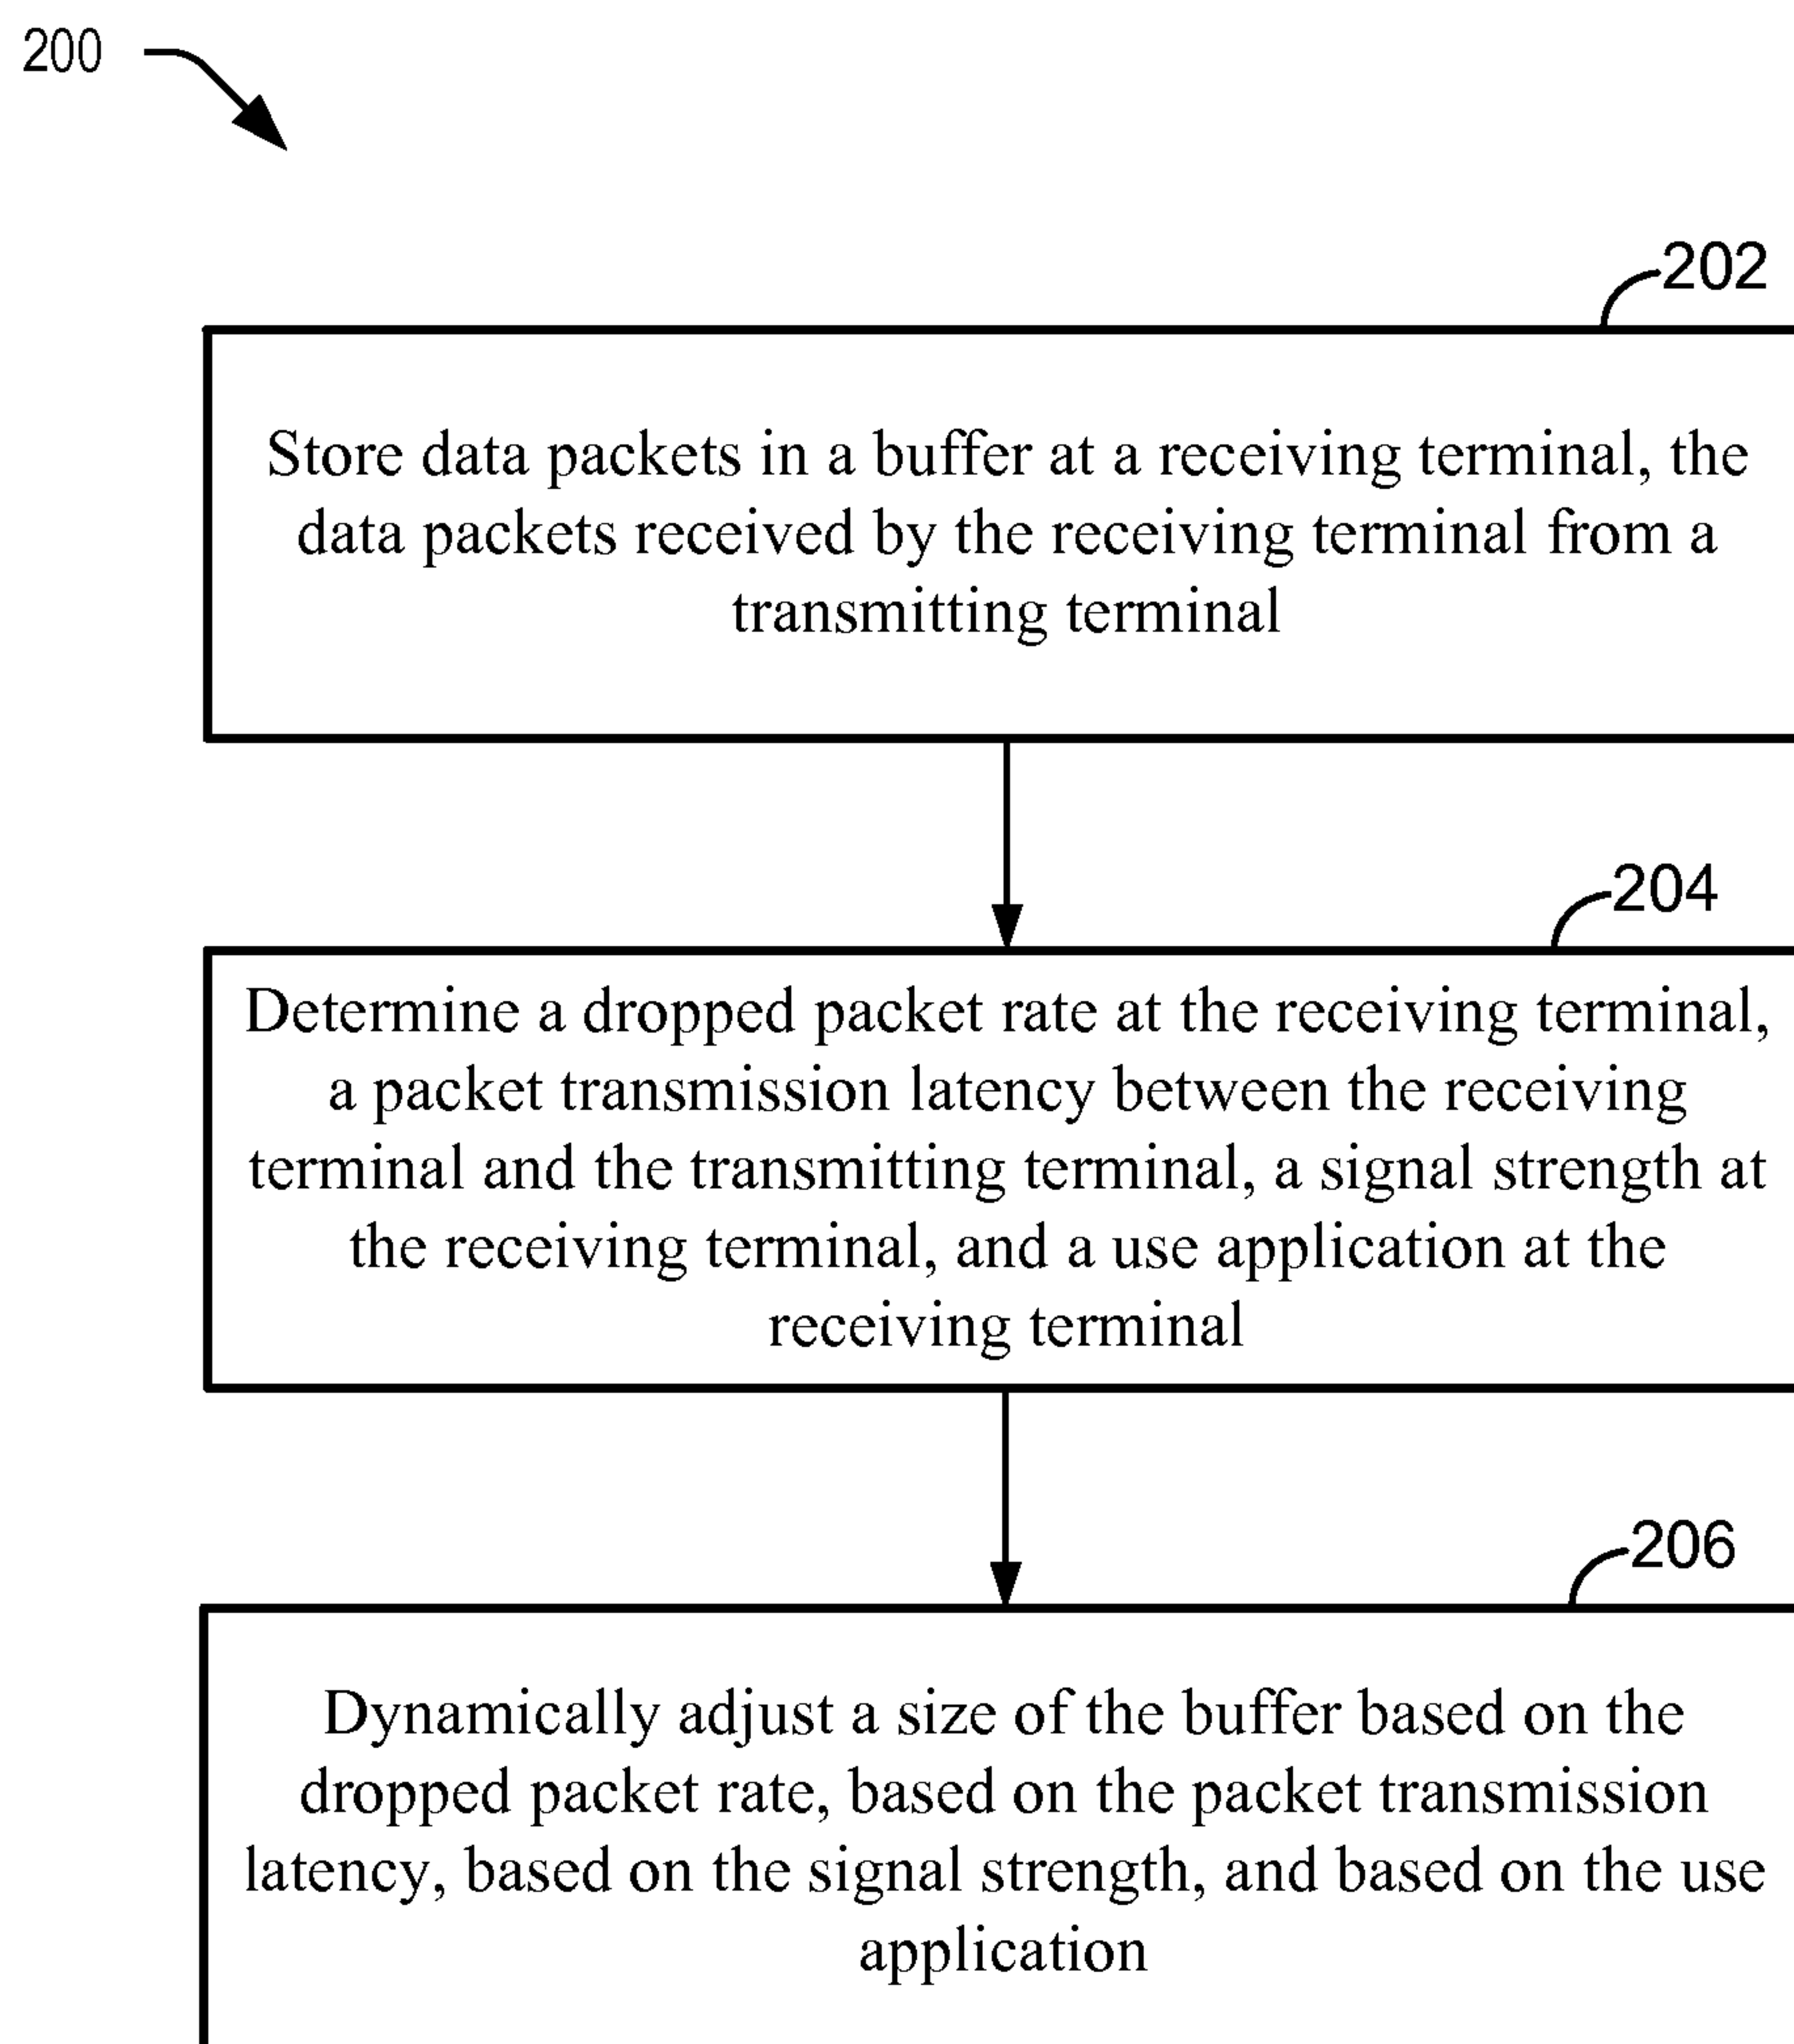 200
202
Store data packets in a buffer at a receiving terminal, the
data packets received by the receiving terminal from a
transmitting terminal
204
Determine a dropped packet rate at the receiving terminal,
a packet transmission latency between the receiving
terminal and the transmitting terminal, a signal strength at
the receiving terminal, and a use application at the
receiving terminal
206
Dynamically adjust a size of the buffer based on the
dropped packet rate, based on the packet transmission
latency, based on the signal strength, and based on the use
application